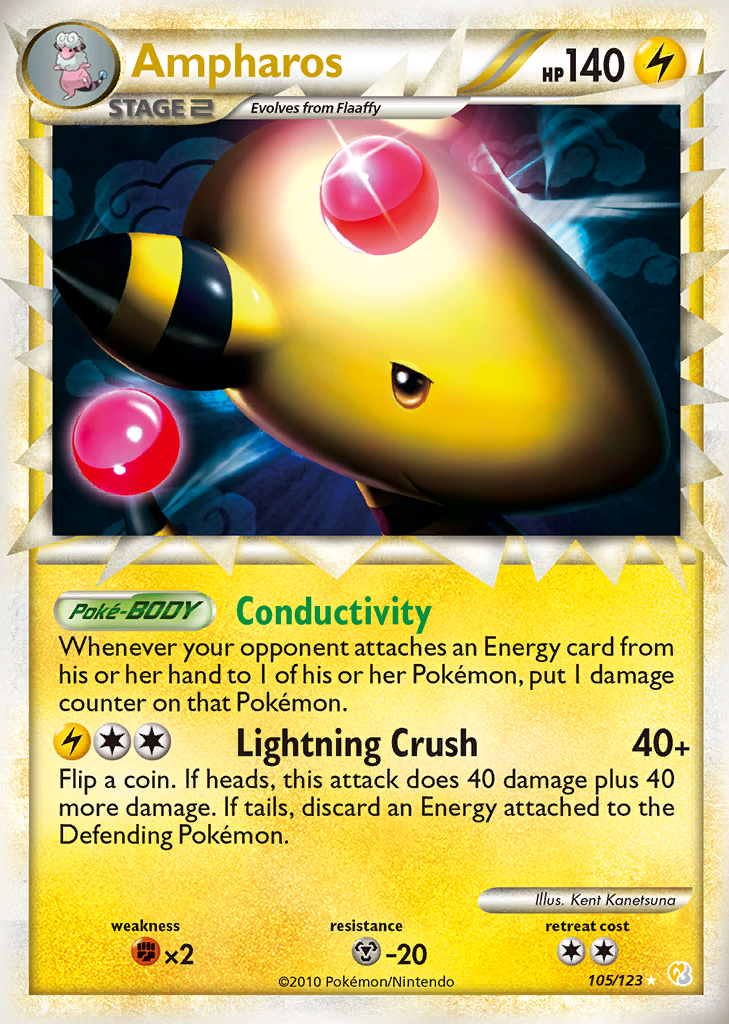 Ampharos
HP 140
STAGE 2
Evolves from Flaaffy
Poké-BODY Conductivity
Whenever your opponent attaches an Energy card from
his or her hand to 1 of his or her Pokémon, put 1 damage
counter on that Pokémon.
Lightning Crush 40+
Flip a coin. If heads, this attack does 40 damage plus 40
more damage. If tails, discard an Energy attached to the
Defending Pokémon.
Illus. Kent Kanetsuna
weakness resistance retreat cost
×2 -20
©2010 Pokémon/Nintendo 105/123